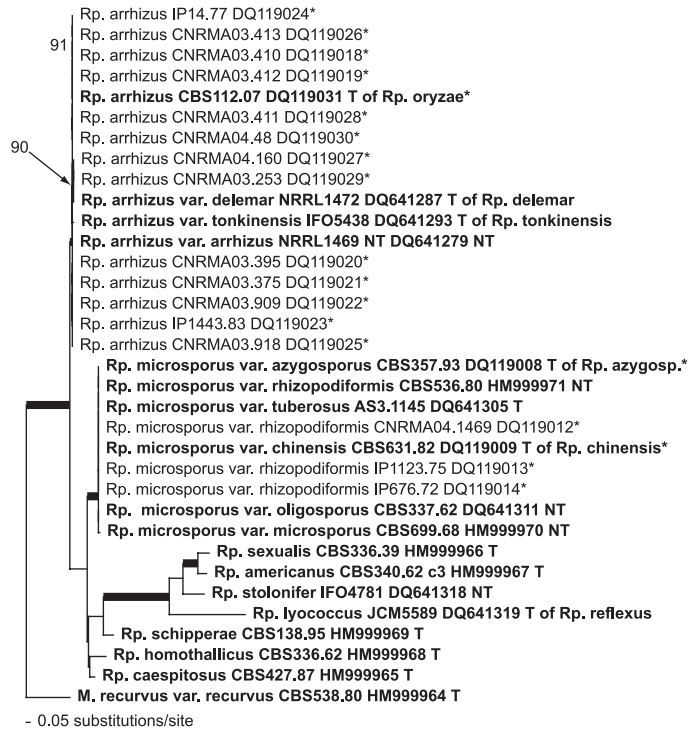 Rp. arrhizus IP14.77 DQ119024*
91
Rp. arrhizus CNRMA03.413 DQ119026*
Rp. arrhizus CNRMA03.410 DQ119018*
Rp. arrhizus CNRMA03.412 DQ119019*
Rp. arrhizus CBS112.07 DQ119031 T of Rp. oryzae*
Rp. arrhizus CNRMA03.411 DQ119028*
Rp. arrhizus CNRMA04.48 DQ119030*
90
Rp. arrhizus CNRMA04.160 DQ119027*
Rp. arrhizus CNRMA03.253 DQ119029*
Rp. arrhizus var. delemar NRRL1472 DQ641287 T of Rp. delemar
Rp. arrhizus var. tonkinensis IFO5438 DQ641293 T of Rp. tonkinensis
Rp. arrhizus var. arrhizus NRRL1469 NT DQ641279 NT
Rp. arrhizus CNRMA03.395 DQ119020*
Rp. arrhizus CNRMA03.375 DQ119021*
Rp. arrhizus CNRMA03.909 DQ119022*
Rp. arrhizus IP1443.83 DQ119023*
Rp. arrhizus CNRMA03.918 DQ119025*
Rp. microsporus var. azygosporus CBS357.93 DQ119008 T of Rp. azygosp.*
Rp. microsporus var. rhizopodiformis CBS536.80 HM999971 NT
Rp. microsporus var. tuberosus AS3.1145 DQ641305 T
Rp. microsporus var. rhizopodiformis CNRMA04.1469 DQ119012*
Rp. microsporus var. chinensis CBS631.82 DQ119009 T of Rp. chinensis*
Rp. microsporus var. rhizopodiformis IP1123.75 DQ119013*
Rp. microsporus var. rhizopodiformis IP676.72 DQ119014*
Rp. microsporus var. oligosporus CBS337.62 DQ641311 NT
Rp. microsporus var. microsporus CBS699.68 HM999970 NT
Rp. sexualis CBS336.39 HM999966 T
Rp. americanus CBS340.62 c3 HM999967 T
Rp. stolonifer IFO4781 DQ641318 NT
Rp. lyococcus JCM5589 DQ641319 T of Rp. reflexus
Rp. schipperae CBS138.95 HM999969 T
Rp. homothallicus CBS336.62 HM999968 T
Rp. caespitosus CBS427.87 HM999965 T
M. recurvus var. recurvus CBS538.80 HM999964 T
- 0.05 substitutions/site